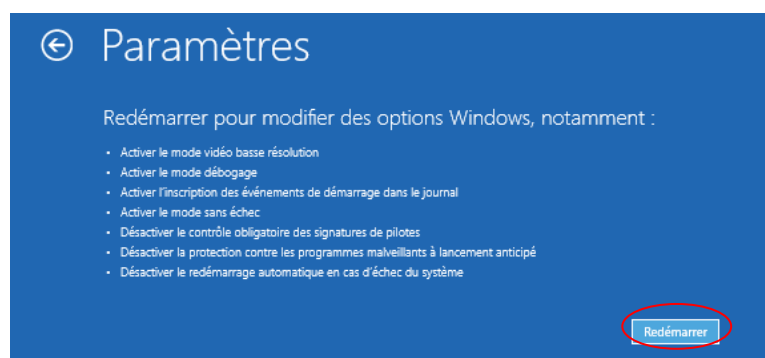 Paramètres
Redémarrer pour modifier des options Windows, notamment :
• Activer le mode vidéo basse résolution
• Activer le mode débogage
• Activer l'inscription des événements de démarrage dans le journal
• Activer le mode sans échec
• Désactiver le contrôle obligatoire des signatures de pilotes
• Désactiver la protection contre les programmes malveillants à lancement anticipé
• Désactiver le redémarrage automatique en cas d'échec du système
Redémarrer